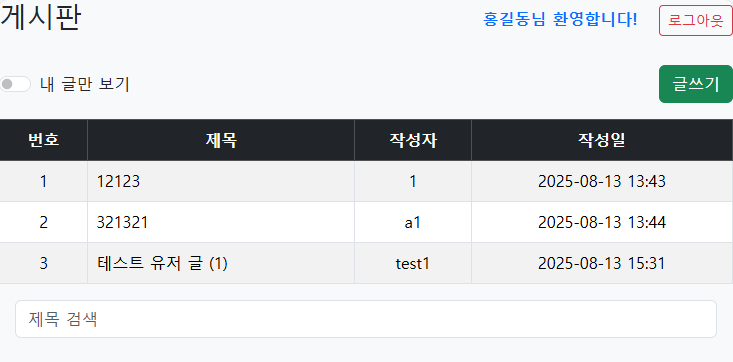 게시판 홍길동님 환영합니다! 로그아웃
내 글만 보기 글쓰기
번호 제목 작성자 작성일
1 12123 1 2025-08-13 13:43
2 321321 a1 2025-08-13 13:44
3 테스트 유저 글 (1) test1 2025-08-13 15:31
제목 검색